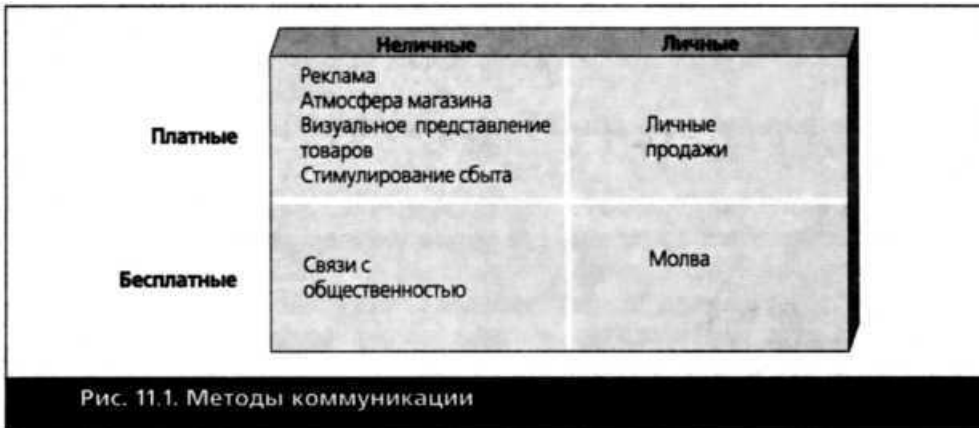 Неличные Личные
Реклама
Атмосфера магазина
Визуальное представление
товаров
Стимулирование сбыта
Платные
Личные
продажи
Бесплатные
Связи с
общественностью
Молва
Рис. 11.1. Методы коммуникации